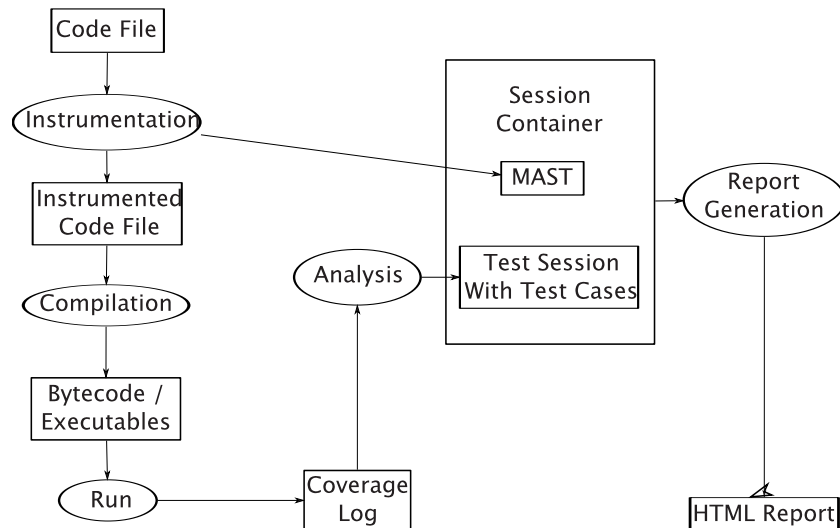 Code File
Instrumentation
Instrumented
Code File
Compilation
Bytecode /
Executables
Run
Coverage
Log
Analysis
Session
Container
MAST
Test Session
With Test Cases
Report
Generation
HTML Report